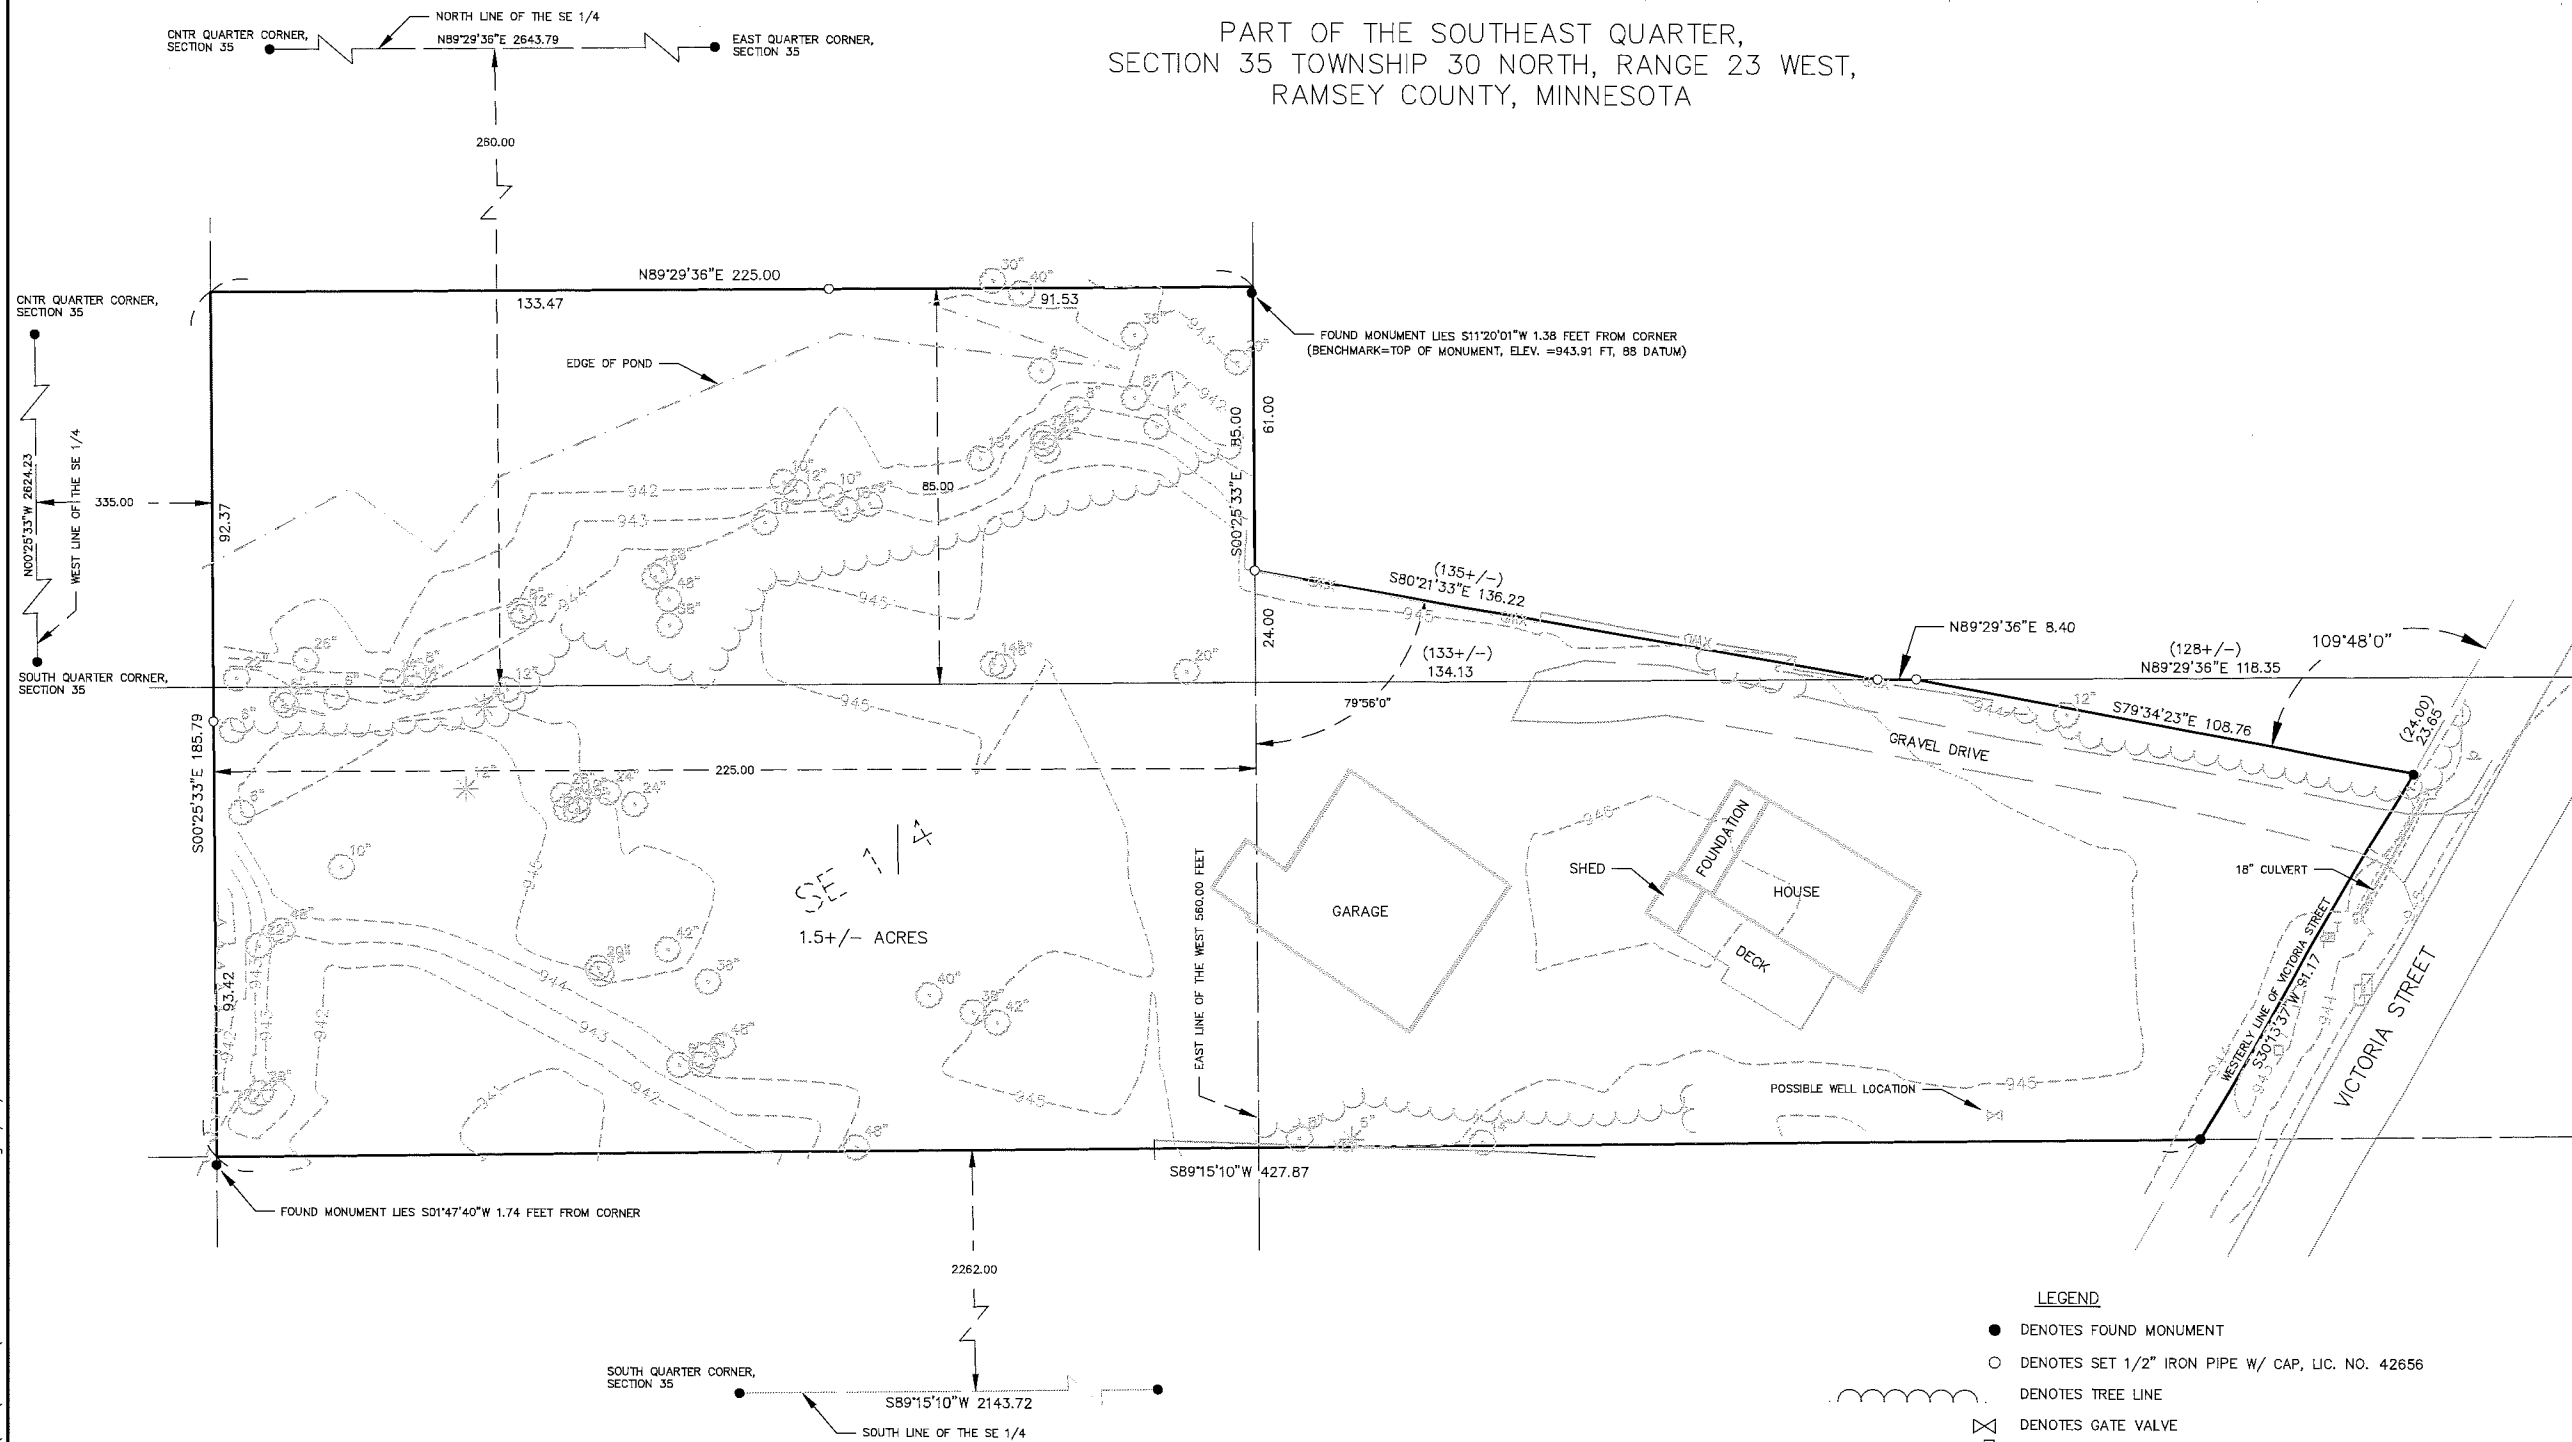 PART OF THE SOUTHEAST QUARTER,
SECTION 35 TOWNSHIP 30 NORTH, RANGE 23 WEST,
RAMSEY COUNTY, MINNESOTA
NORTH LINE OF THE SE 1/4
CNTR QUARTER CORNER,
SECTION 35
N89°29'36"E 2643.79
EAST QUARTER CORNER,
SECTION 35
260.00
N89°29'36"E 225.00
133.47
91.53
CNTR QUARTER CORNER,
SECTION 35
FOUND MONUMENT LIES S11°20'01"W 1.38 FEET FROM CORNER
(BENCHMARK=TOP OF MONUMENT, ELEV. =943.91 FT, 88 DATUM)
EDGE OF POND
N00°25'33"W 2624.23
WEST LINE OF THE SE 1/4
335.00
92.37
85.00
S00°25'33"E 85.00
61.00
24.00
942
943
944
945
(135+/-)
S80°21'33"E 136.22
(133+/-)
134.13
79°56'0"
N89°29'36"E 8.40
(128+/-)
N89°29'36"E 118.35
109°48'0"
S79°34'23"E 108.76
(24.00)
23.65
SOUTH QUARTER CORNER,
SECTION 35
S00°25'33"E 185.79
93.42
225.00
GRAVEL DRIVE
SE 1/4
1.5+/- ACRES
EAST LINE OF THE WEST 560.00 FEET
GARAGE
SHED
FOUNDATION
HOUSE
DECK
18" CULVERT
WESTERLY LINE OF VICTORIA STREET
S30°13'37"W 91.17
VICTORIA STREET
POSSIBLE WELL LOCATION
S89°15'10"W 427.87
FOUND MONUMENT LIES S01°47'40"W 1.74 FEET FROM CORNER
2262.00
SOUTH QUARTER CORNER,
SECTION 35
S89°15'10"W 2143.72
SOUTH LINE OF THE SE 1/4
LEGEND
DENOTES FOUND MONUMENT
DENOTES SET 1/2" IRON PIPE W/ CAP, LIC. NO. 42656
DENOTES TREE LINE
DENOTES GATE VALVE